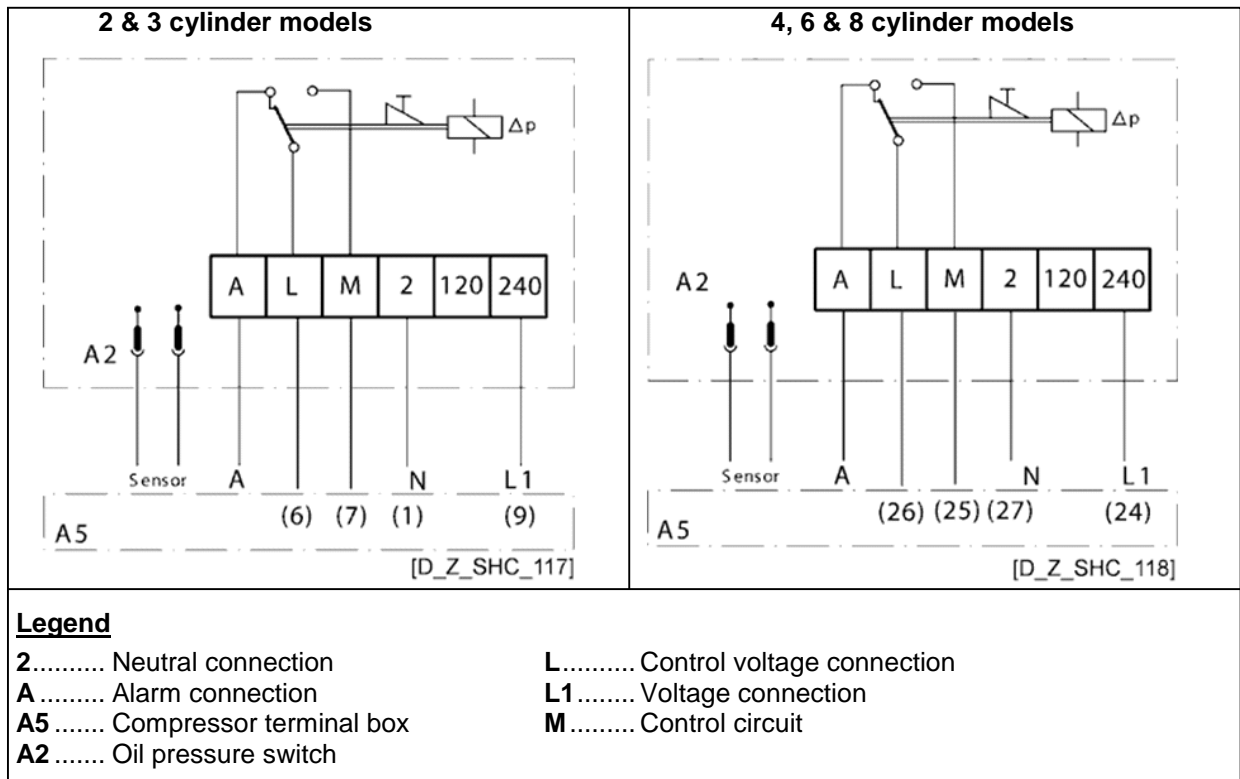 2 & 3 cylinder models
Δp
A L M 2 120 240
A2
Sensor A N L1
(6) (7) (1) (9)
A5
[D_Z_SHC_117]
4, 6 & 8 cylinder models
Δp
A2
A L M 2 120 240
Sensor A N L1
(26) (25) (27) (24)
A5
[D_Z_SHC_118]
Legend
2.......... Neutral connection
A ......... Alarm connection
A5 ....... Compressor terminal box
A2 ....... Oil pressure switch
L.......... Control voltage connection
L1........ Voltage connection
M ......... Control circuit